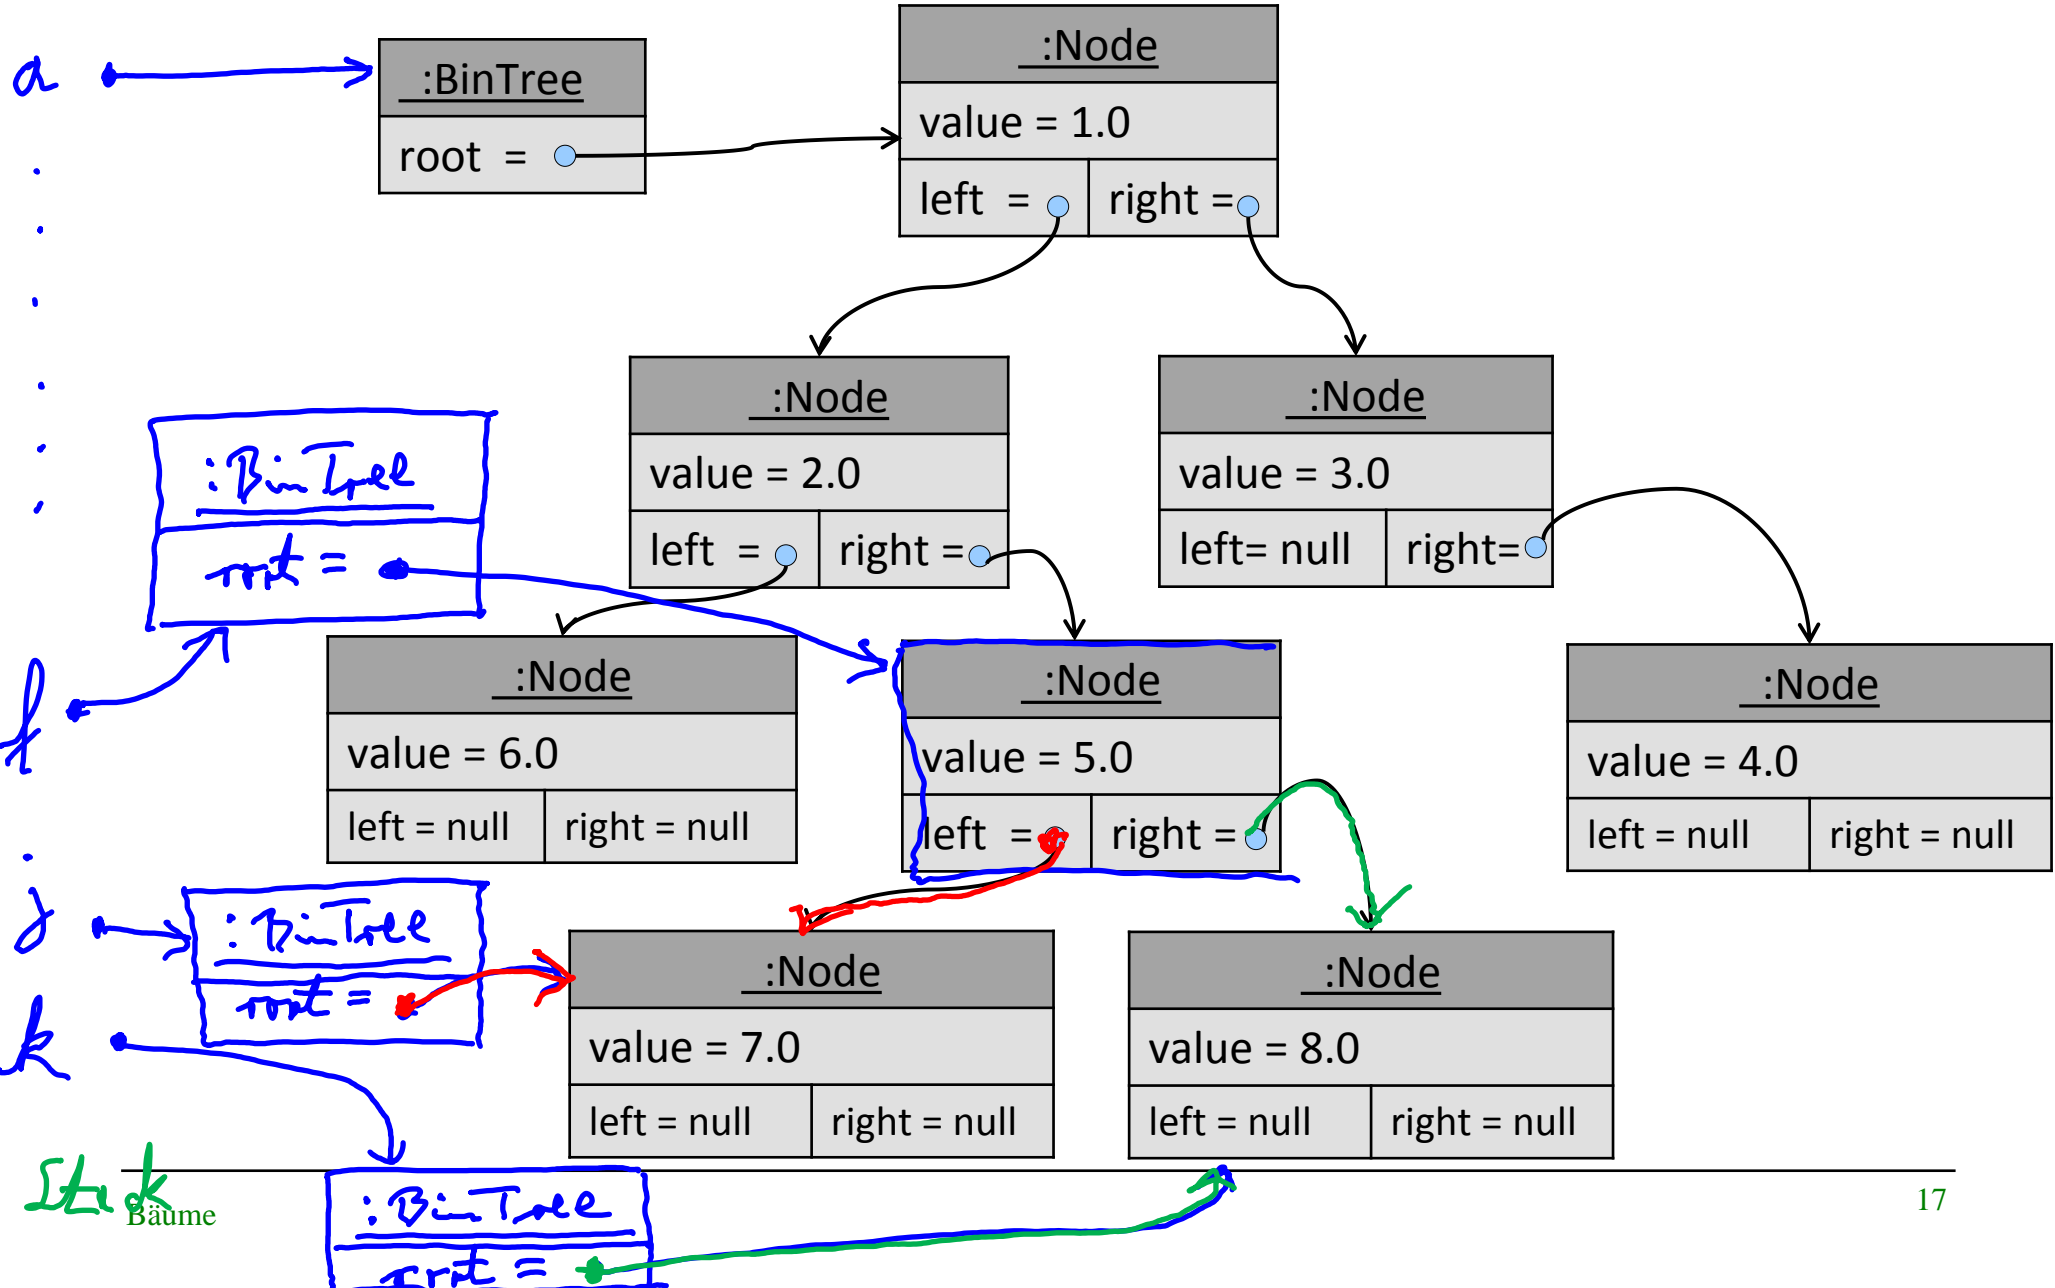 a
:BinTree
root =
:Node
value = 1.0
left = right =
:Node
value = 2.0
left = right =
:Node
value = 3.0
left= null right=
:BinTree
root =
f
:Node
value = 6.0
left = null right = null
:Node
value = 5.0
left = right =
:Node
value = 4.0
left = null right = null
j
:BinTree
root =
k
:Node
value = 7.0
left = null right = null
:Node
value = 8.0
left = null right = null
Stack
:BinTree
root =
Bäume
17